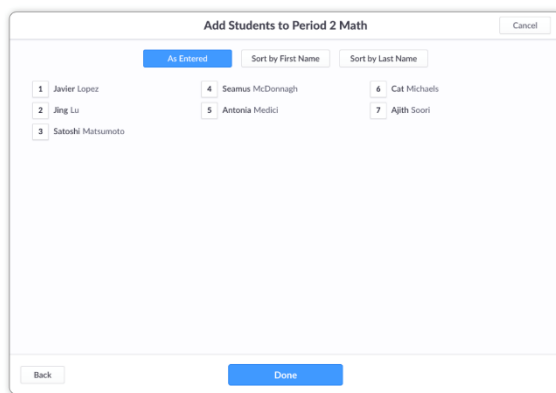 Add Students to Period 2 Math
Cancel
As Entered
Sort by First Name
Sort by Last Name
1 Javier Lopez
2 Jing Lu
3 Satoshi Matsumoto
4 Seamus McDonnagh
5 Antonia Medici
6 Cat Michaels
7 Ajith Soori
Back
Done